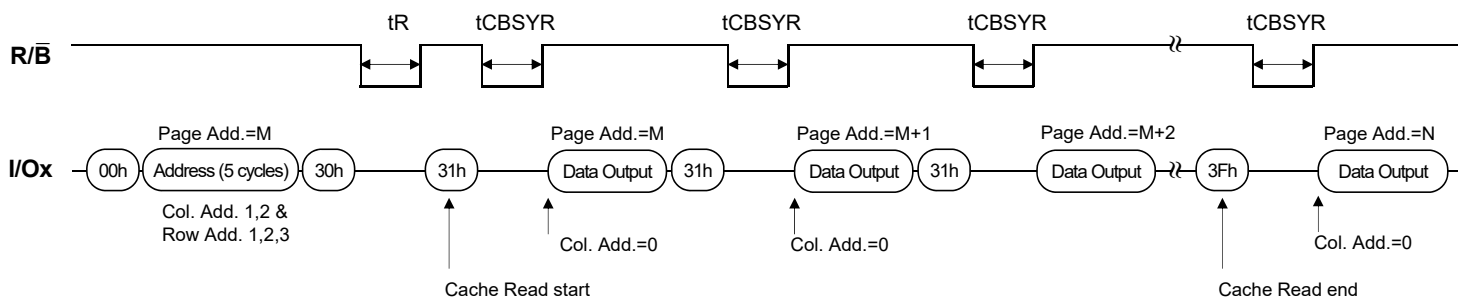 tR tCBSYR tCBSYR tCBSYR tCBSYR
R/B̅
Page Add.=M Page Add.=M Page Add.=M+1 Page Add.=M+2 Page Add.=N
I/Ox 00h Address (5 cycles) 30h 31h Data Output 31h Data Output 31h Data Output 3Fh Data Output
Col. Add. 1,2 &
Row Add. 1,2,3
Col. Add.=0 Col. Add.=0 Col. Add.=0
Cache Read start Cache Read end